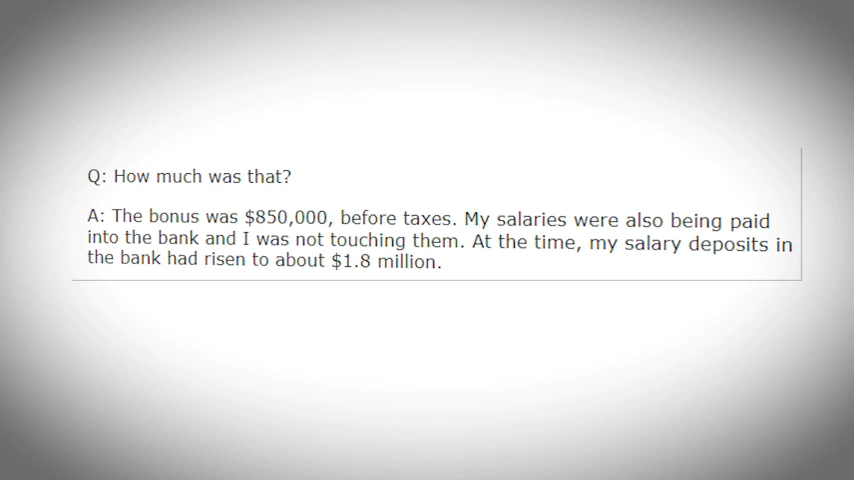 Q: How much was that?
A: The bonus was $850,000, before taxes. My salaries were also being paid
into the bank and I was not touching them. At the time, my salary deposits in
the bank had risen to about $1.8 million.